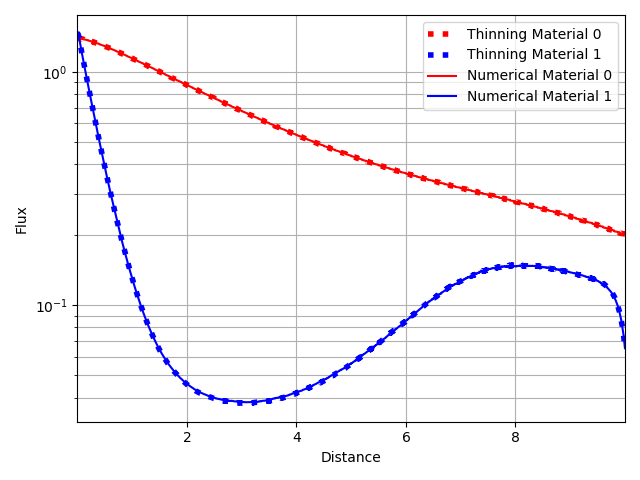 Thinning Material 0
Thinning Material 1
Numerical Material 0
Numerical Material 1
10⁰
10⁻¹
Flux
2 4 6 8
Distance